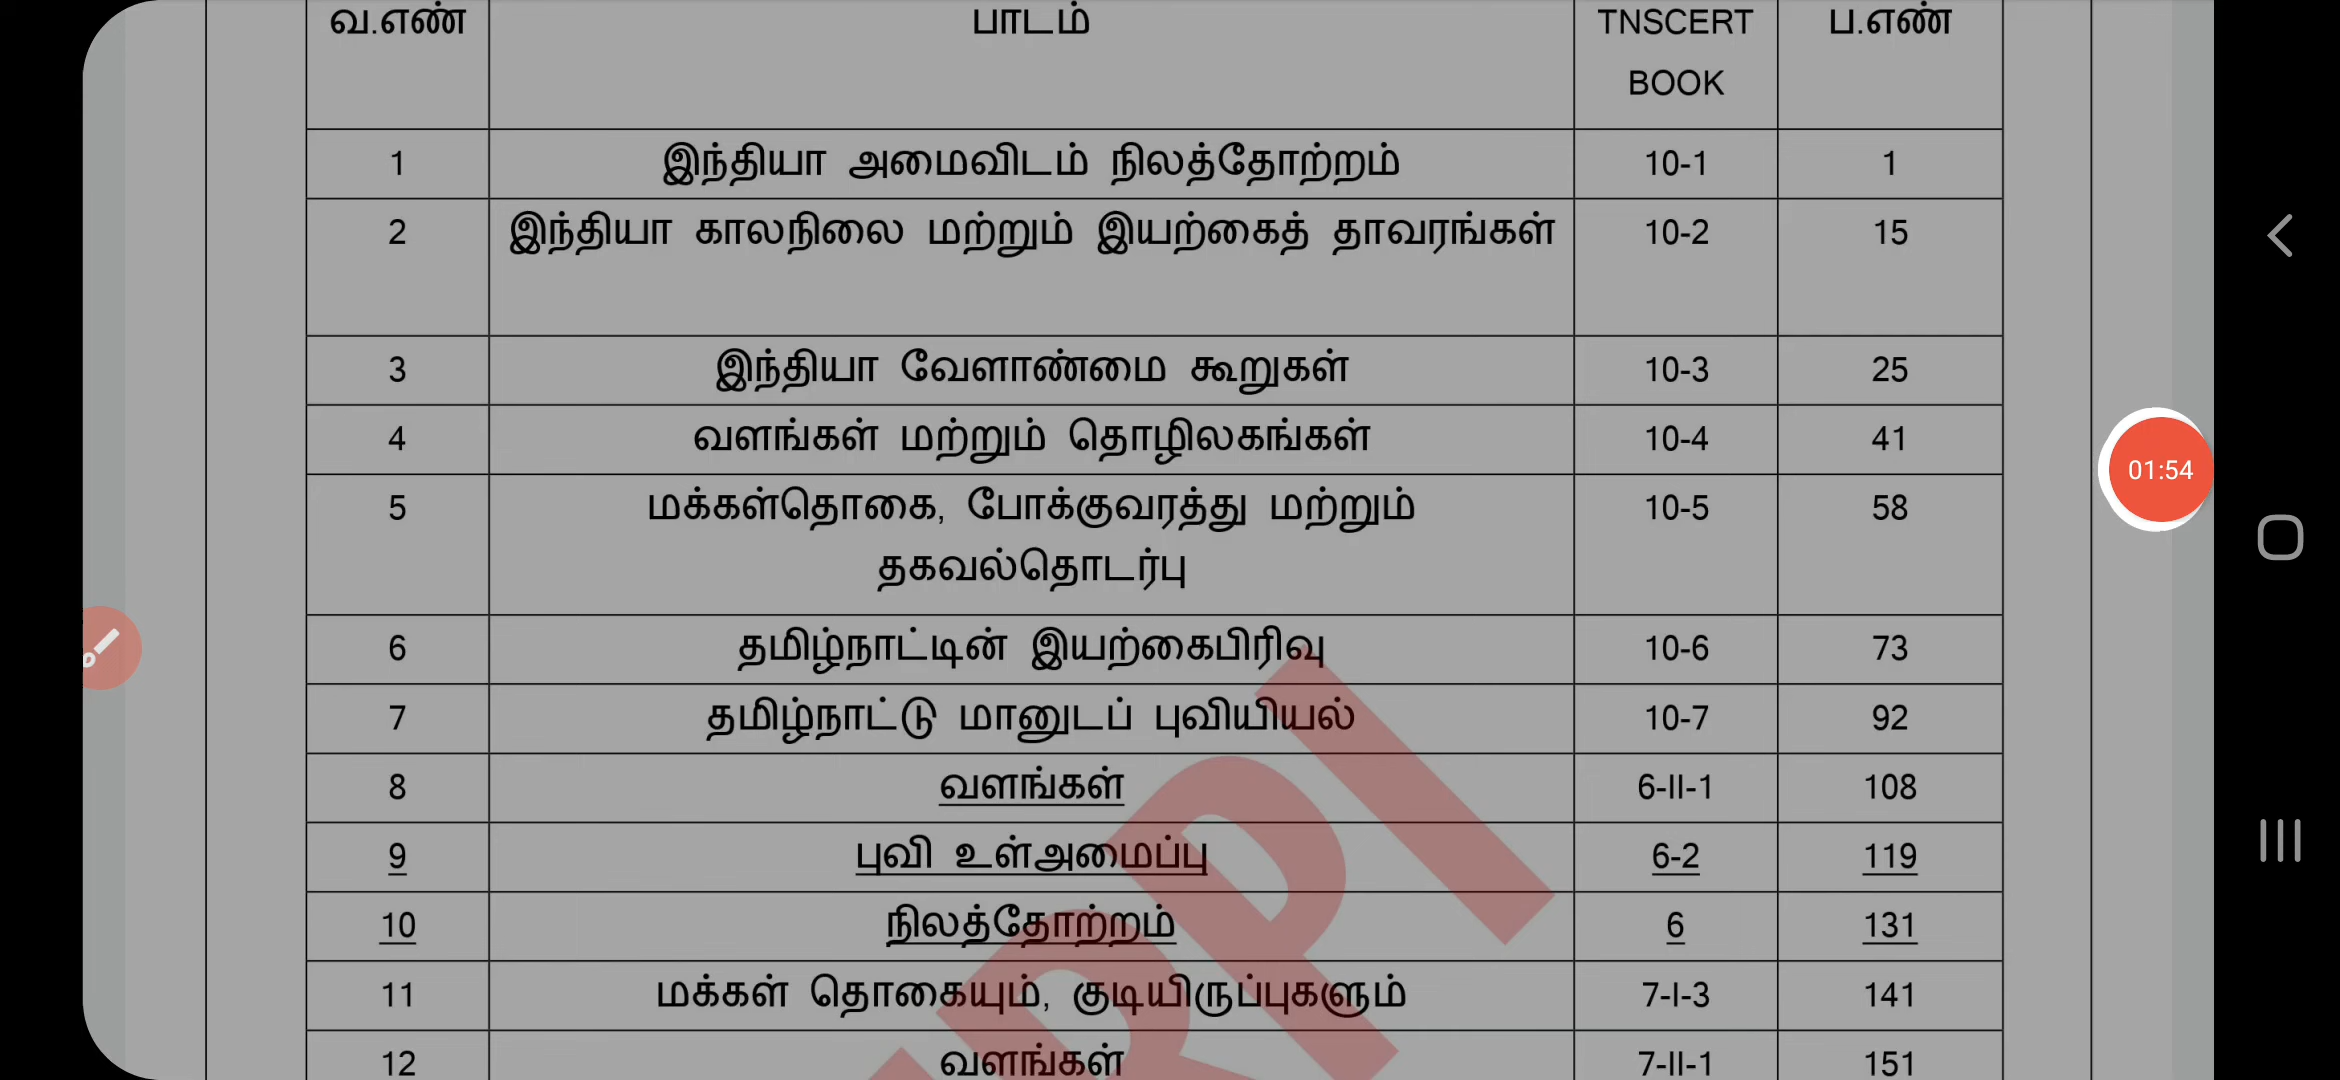 வ.எண் பாடம் TNSCERT BOOK ப.எண்
1 இந்தியா அமைவிடம் நிலத்தோற்றம் 10-1 1
2 இந்தியா காலநிலை மற்றும் இயற்கைத் தாவரங்கள் 10-2 15
3 இந்தியா வேளாண்மை கூறுகள் 10-3 25
4 வளங்கள் மற்றும் தொழிலகங்கள் 10-4 41
5 மக்கள்தொகை, போக்குவரத்து மற்றும் 10-5 58
தகவல்தொடர்பு
6 தமிழ்நாட்டின் இயற்கைபிரிவு 10-6 73
7 தமிழ்நாட்டு மானுடப் புவியியல் 10-7 92
8 வளங்கள் 6-II-1 108
9 புவி உள்அமைப்பு 6-2 119
10 நிலத்தோற்றம் 6 131
11 மக்கள் தொகையும், குடியிருப்புகளும் 7-I-3 141
12 வளங்கள் 7-II-1 151
01:54